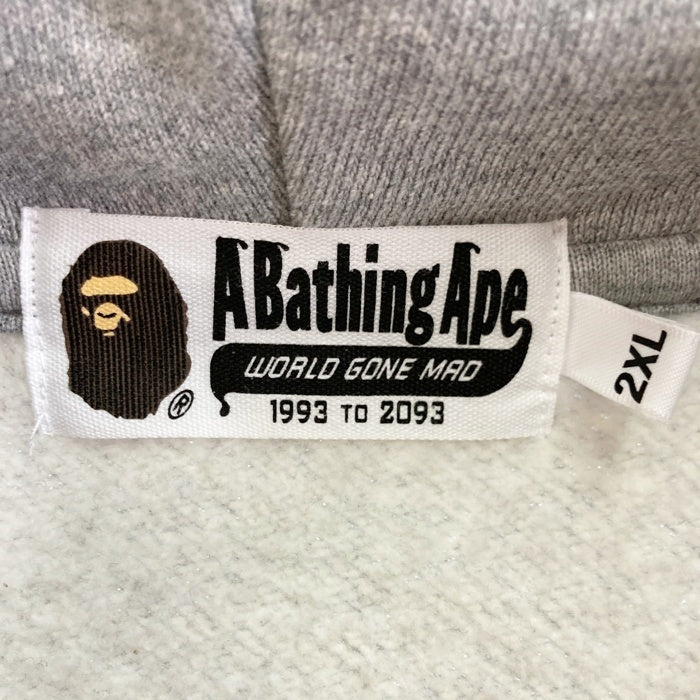 A Bathing Ape
WORLD GONE MAD
1993 TO 2093
®
2XL